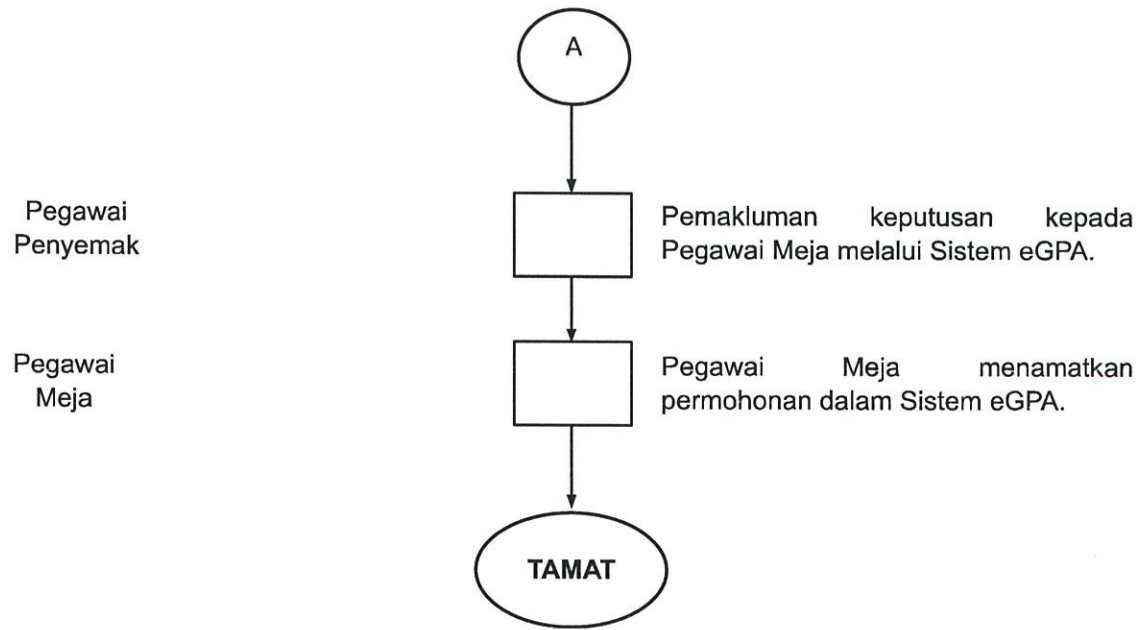 A
Pegawai
Penyemak
Pemakluman keputusan kepada
Pegawai Meja melalui Sistem eGPA.
Pegawai
Meja
Pegawai Meja menamatkan
permohonan dalam Sistem eGPA.
TAMAT